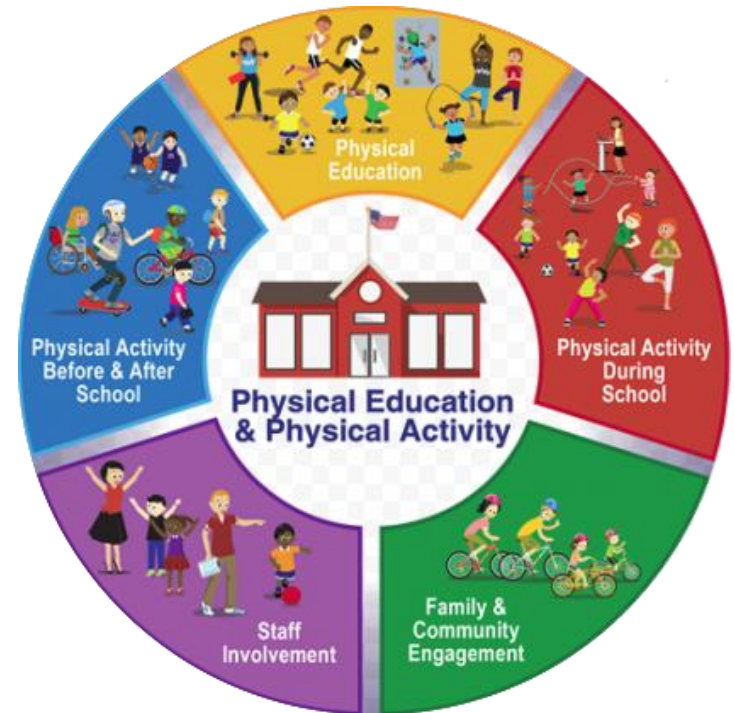 Physical
Education
Physical Activity
Before & After
School
Physical Activity
During
School
Physical Education
& Physical Activity
Staff
Involvement
Family &
Community
Engagement